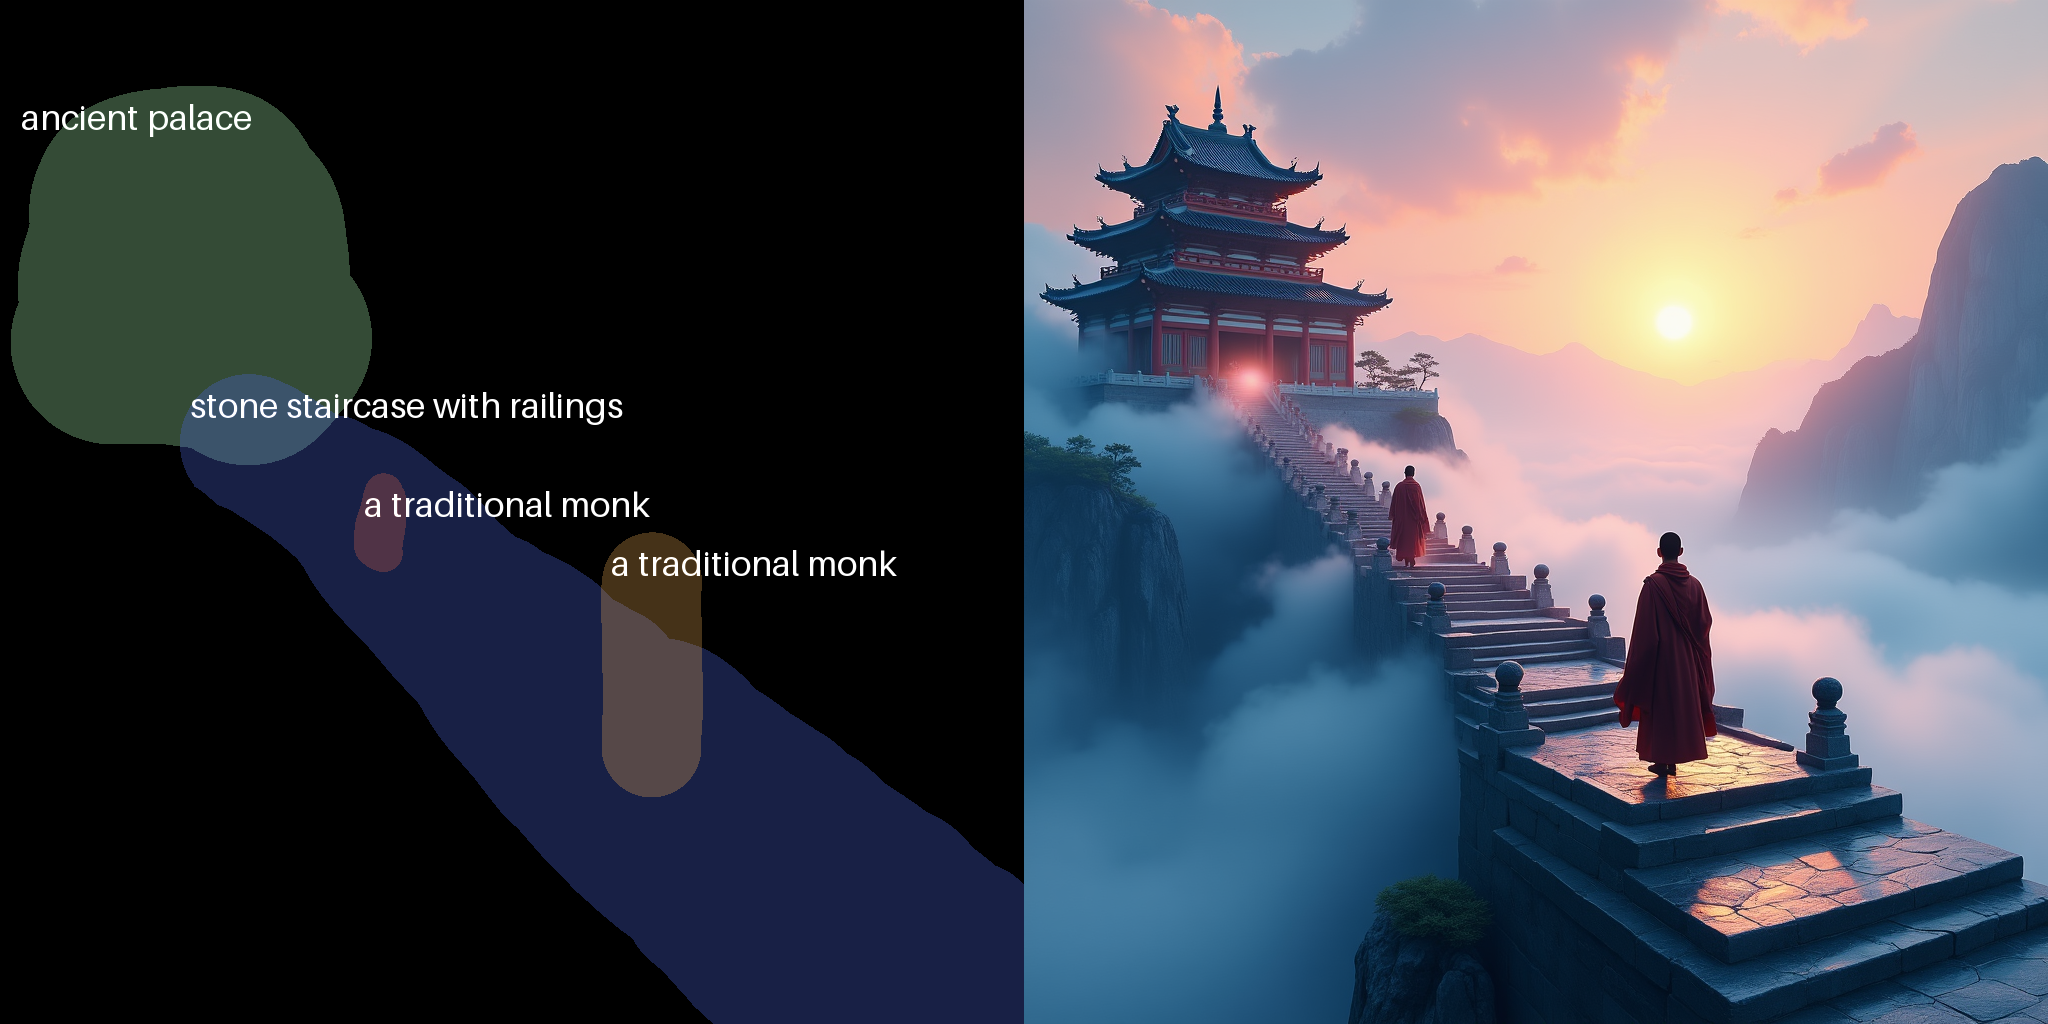 ancient palace
stone staircase with railings
a traditional monk
a traditional monk